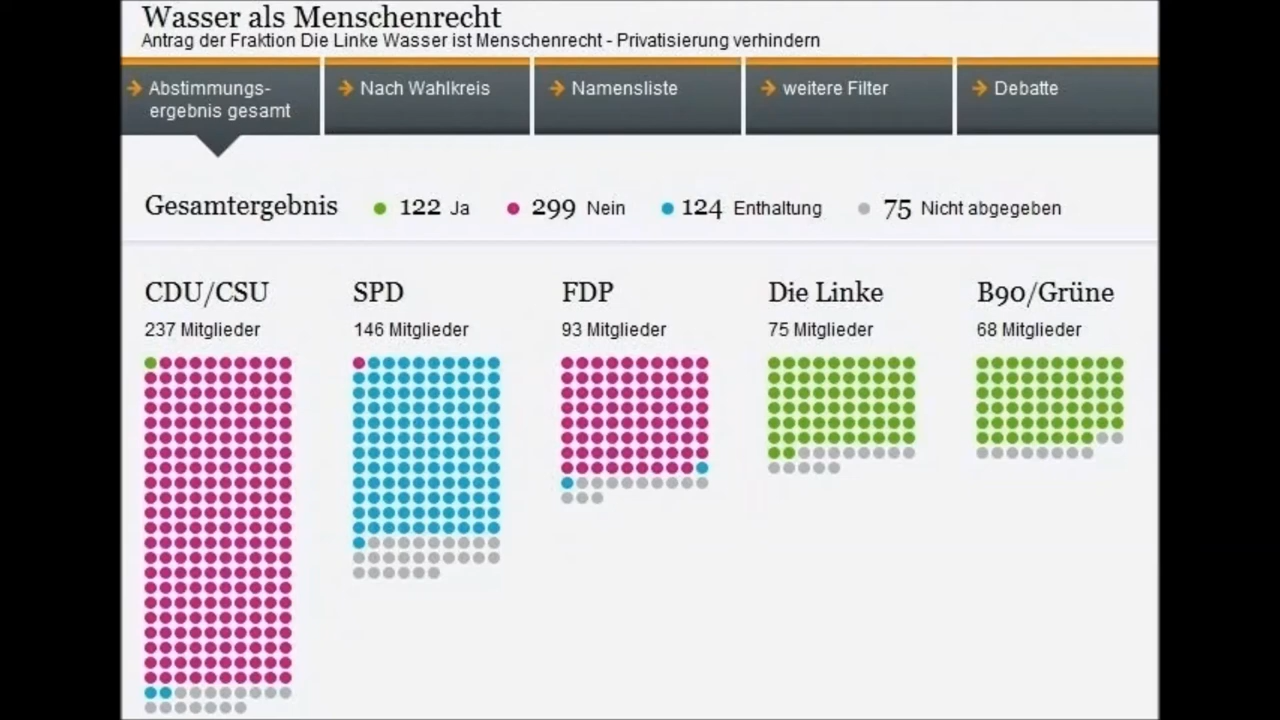 Wasser als Menschenrecht
Antrag der Fraktion Die Linke Wasser ist Menschenrecht - Privatisierung verhindern
Abstimmungs-
ergebnis gesamt
Nach Wahlkreis
Namensliste
weitere Filter
Debatte
Gesamtergebnis 122 Ja 299 Nein 124 Enthaltung 75 Nicht abgegeben
CDU/CSU
237 Mitglieder
SPD
146 Mitglieder
FDP
93 Mitglieder
Die Linke
75 Mitglieder
B90/Grüne
68 Mitglieder